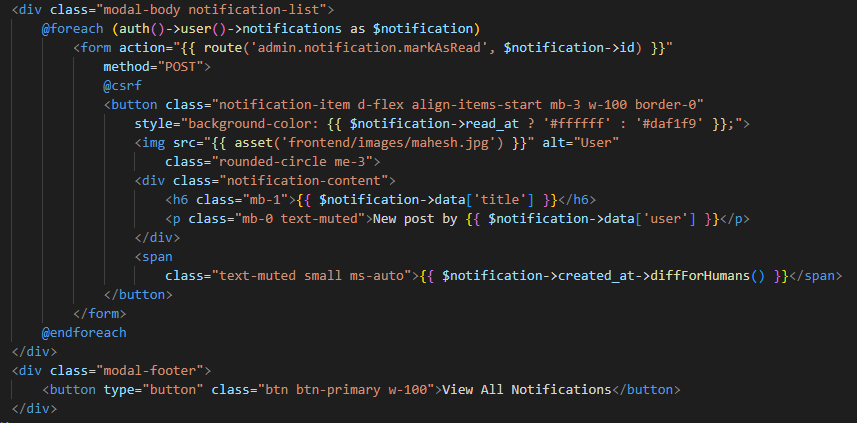 <div class="modal-body notification-list">
@foreach (auth()->user()->notifications as $notification)
<form action="{{ route('admin.notification.markAsRead', $notification->id) }}"
method="POST">
@csrf
<button class="notification-item d-flex align-items-start mb-3 w-100 border-0"
style="background-color: {{ $notification->read_at ? '#ffffff' : '#daf1f9' }};">
<img src="{{ asset('frontend/images/mahesh.jpg') }}" alt="User"
class="rounded-circle me-3">
<div class="notification-content">
<h6 class="mb-1">{{ $notification->data['title'] }}</h6>
<p class="mb-0 text-muted">New post by {{ $notification->data['user'] }}</p>
</div>
<span
class="text-muted small ms-auto">{{ $notification->created_at->diffForHumans() }}</span>
</button>
</form>
@endforeach
</div>
<div class="modal-footer">
<button type="button" class="btn btn-primary w-100">View All Notifications</button>
</div>